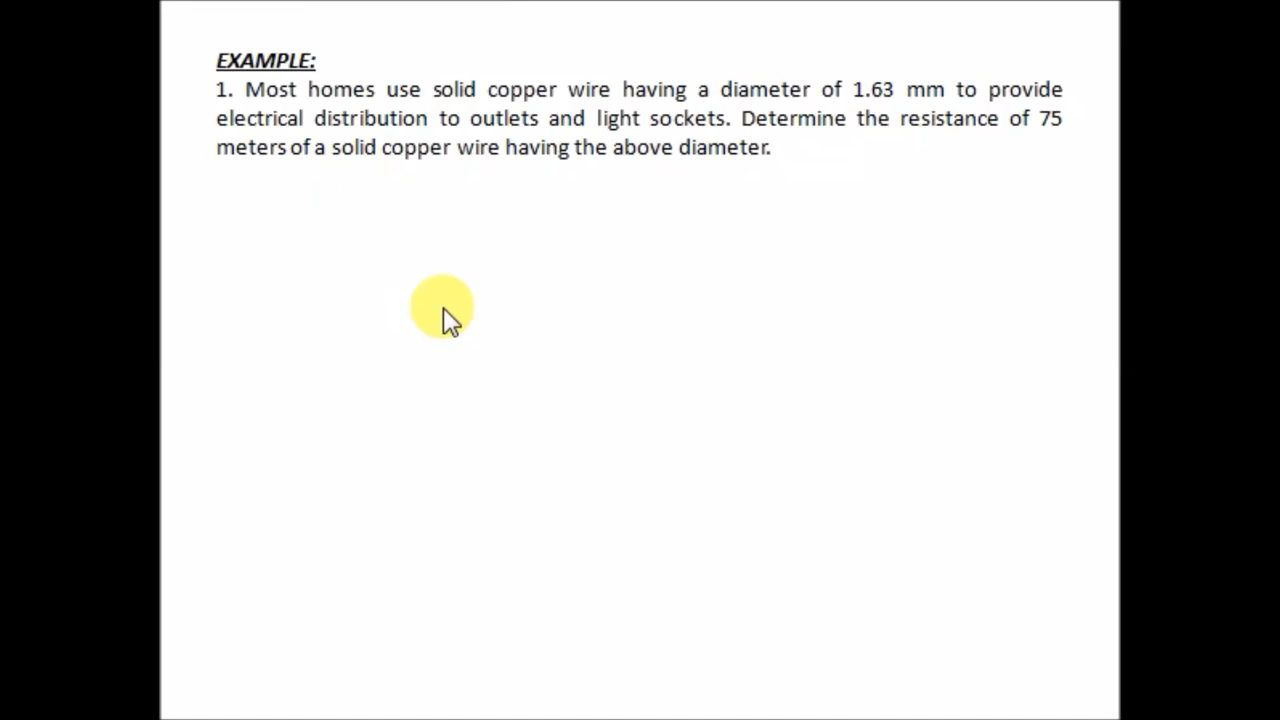 EXAMPLE:
1. Most homes use solid copper wire having a diameter of 1.63 mm to provide
electrical distribution to outlets and light sockets. Determine the resistance of 75
meters of a solid copper wire having the above diameter.